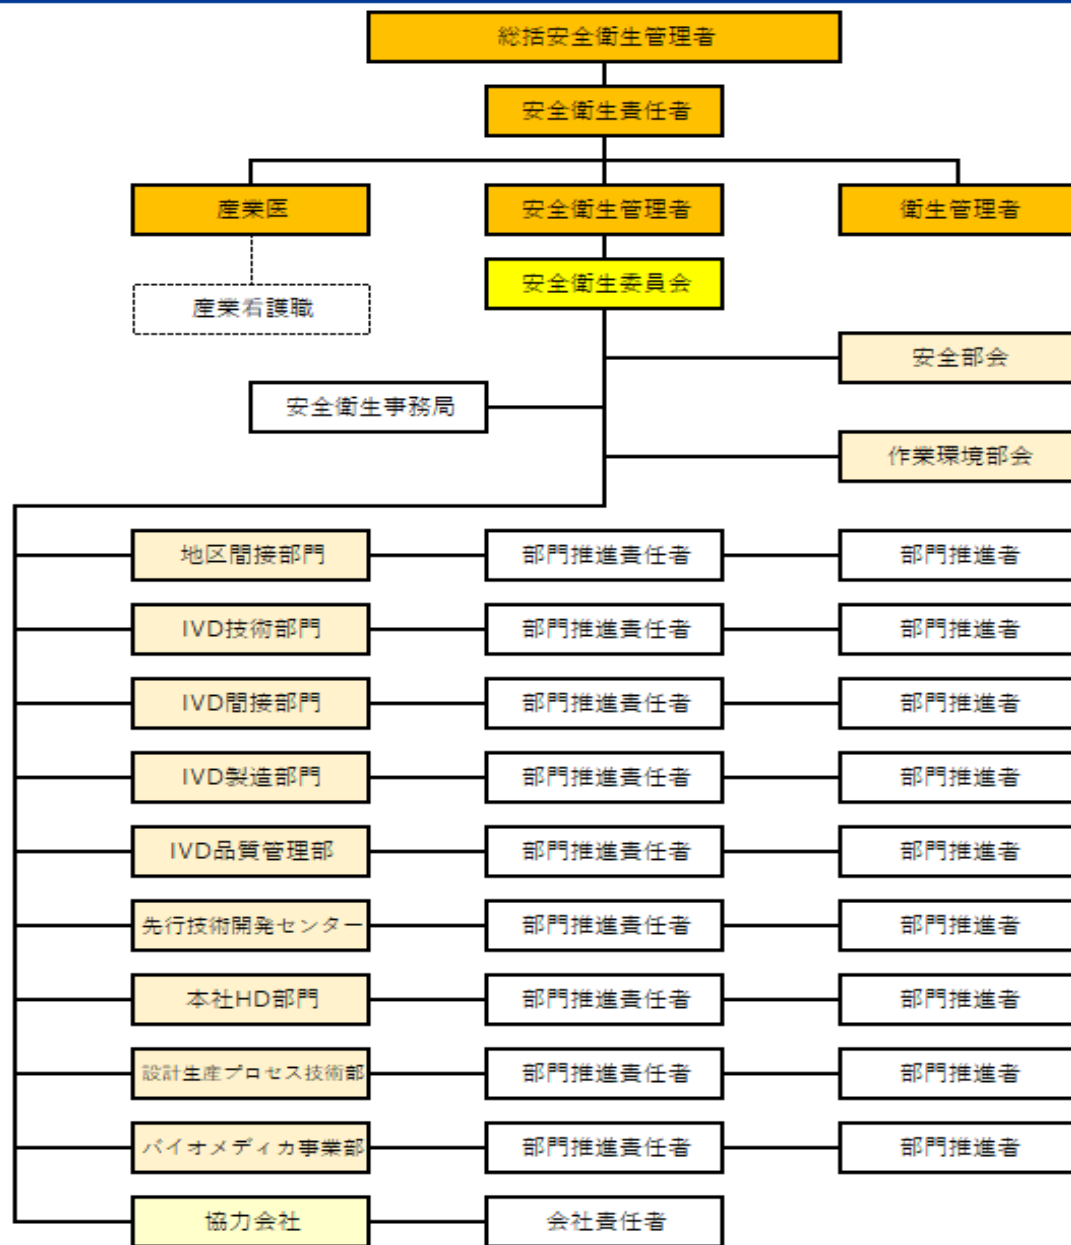 総括安全衛生管理者
安全衛生責任者
産業医
安全衛生管理者
衛生管理者
安全衛生委員会
産業看護職
安全部会
安全衛生事務局
作業環境部会
地区間接部門
部門推進責任者
部門推進者
IVD技術部門
部門推進責任者
部門推進者
IVD間接部門
部門推進責任者
部門推進者
IVD製造部門
部門推進責任者
部門推進者
IVD品質管理部
部門推進責任者
部門推進者
先行技術開発センター
部門推進責任者
部門推進者
本社HD部門
部門推進責任者
部門推進者
設計生産プロセス技術部
部門推進責任者
部門推進者
バイオメディカ事業部
部門推進責任者
部門推進者
協力会社
会社責任者